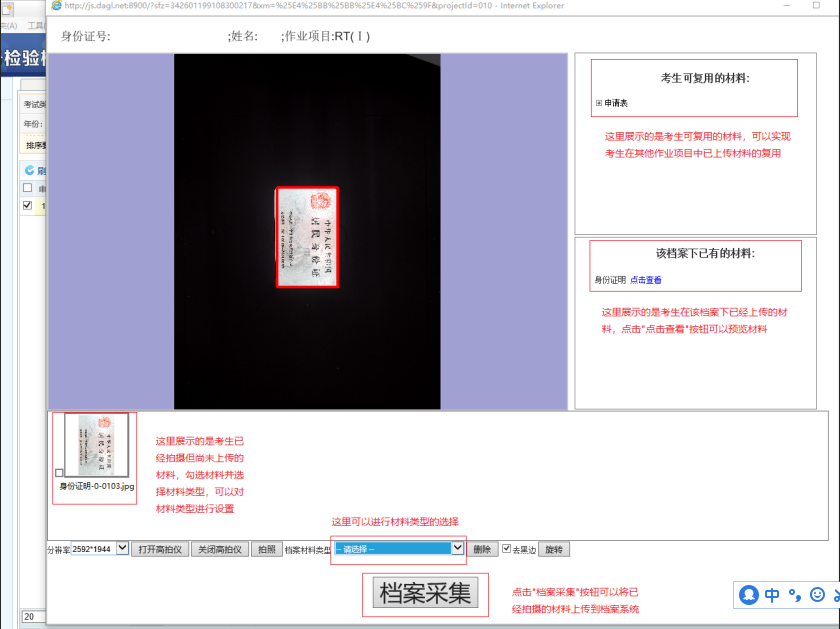 http://js.dagl.net:8900/?sfz=342601199108300217&xm=%25E4%25BB%25BB%25E5%25BC%259F&projectId=010 - Internet Explorer
工具
检验检
身份证号: ;姓名: ;作业项目:RT(Ⅰ)
考试类
年份:
排序
刷
考生可复用的材料:
申请表
这里展示的是考生可复用的材料，可以实现
考生在其他作业项目中已上传材料的复用
中华人民共和国
居民身份证
该档案下已有的材料:
身份证明 点击查看
这里展示的是考生在该档案下已经上传的材
料，点击"点击查看"按钮可以预览材料
身份证明-0-0103.jpg
这里展示的是考生已
经拍摄但尚未上传的
材料，勾选材料并选
择材料类型，可以对
材料类型进行设置
这里可以进行材料类型的选择
分辨率 2592*1944 打开高拍仪 关闭高拍仪 拍照 档案材料类型 -- 请选择 -- 删除 去黑边 旋转
档案采集
点击"档案采集"按钮可以将已
经拍摄的材料上传到档案系统
中
20